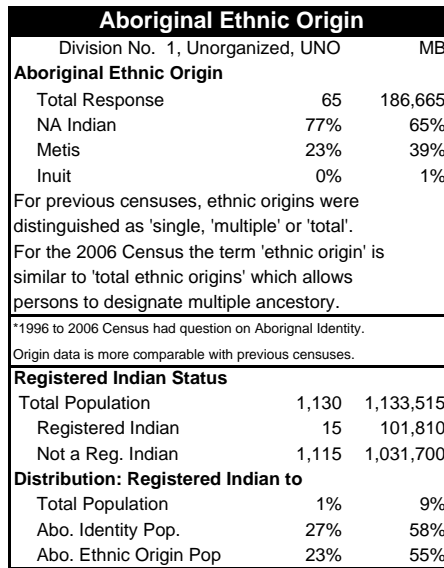 Aboriginal Ethnic Origin
Division No. 1, Unorganized, UNO MB
Aboriginal Ethnic Origin
Total Response 65 186,665
NA Indian 77% 65%
Metis 23% 39%
Inuit 0% 1%
For previous censuses, ethnic origins were
distinguished as 'single, 'multiple' or 'total'.
For the 2006 Census the term 'ethnic origin' is
similar to 'total ethnic origins' which allows
persons to designate multiple ancestory.
*1996 to 2006 Census had question on Aborignal Identity.
Origin data is more comparable with previous censuses.
Registered Indian Status
Total Population 1,130 1,133,515
Registered Indian 15 101,810
Not a Reg. Indian 1,115 1,031,700
Distribution: Registered Indian to
Total Population 1% 9%
Abo. Identity Pop. 27% 58%
Abo. Ethnic Origin Pop 23% 55%